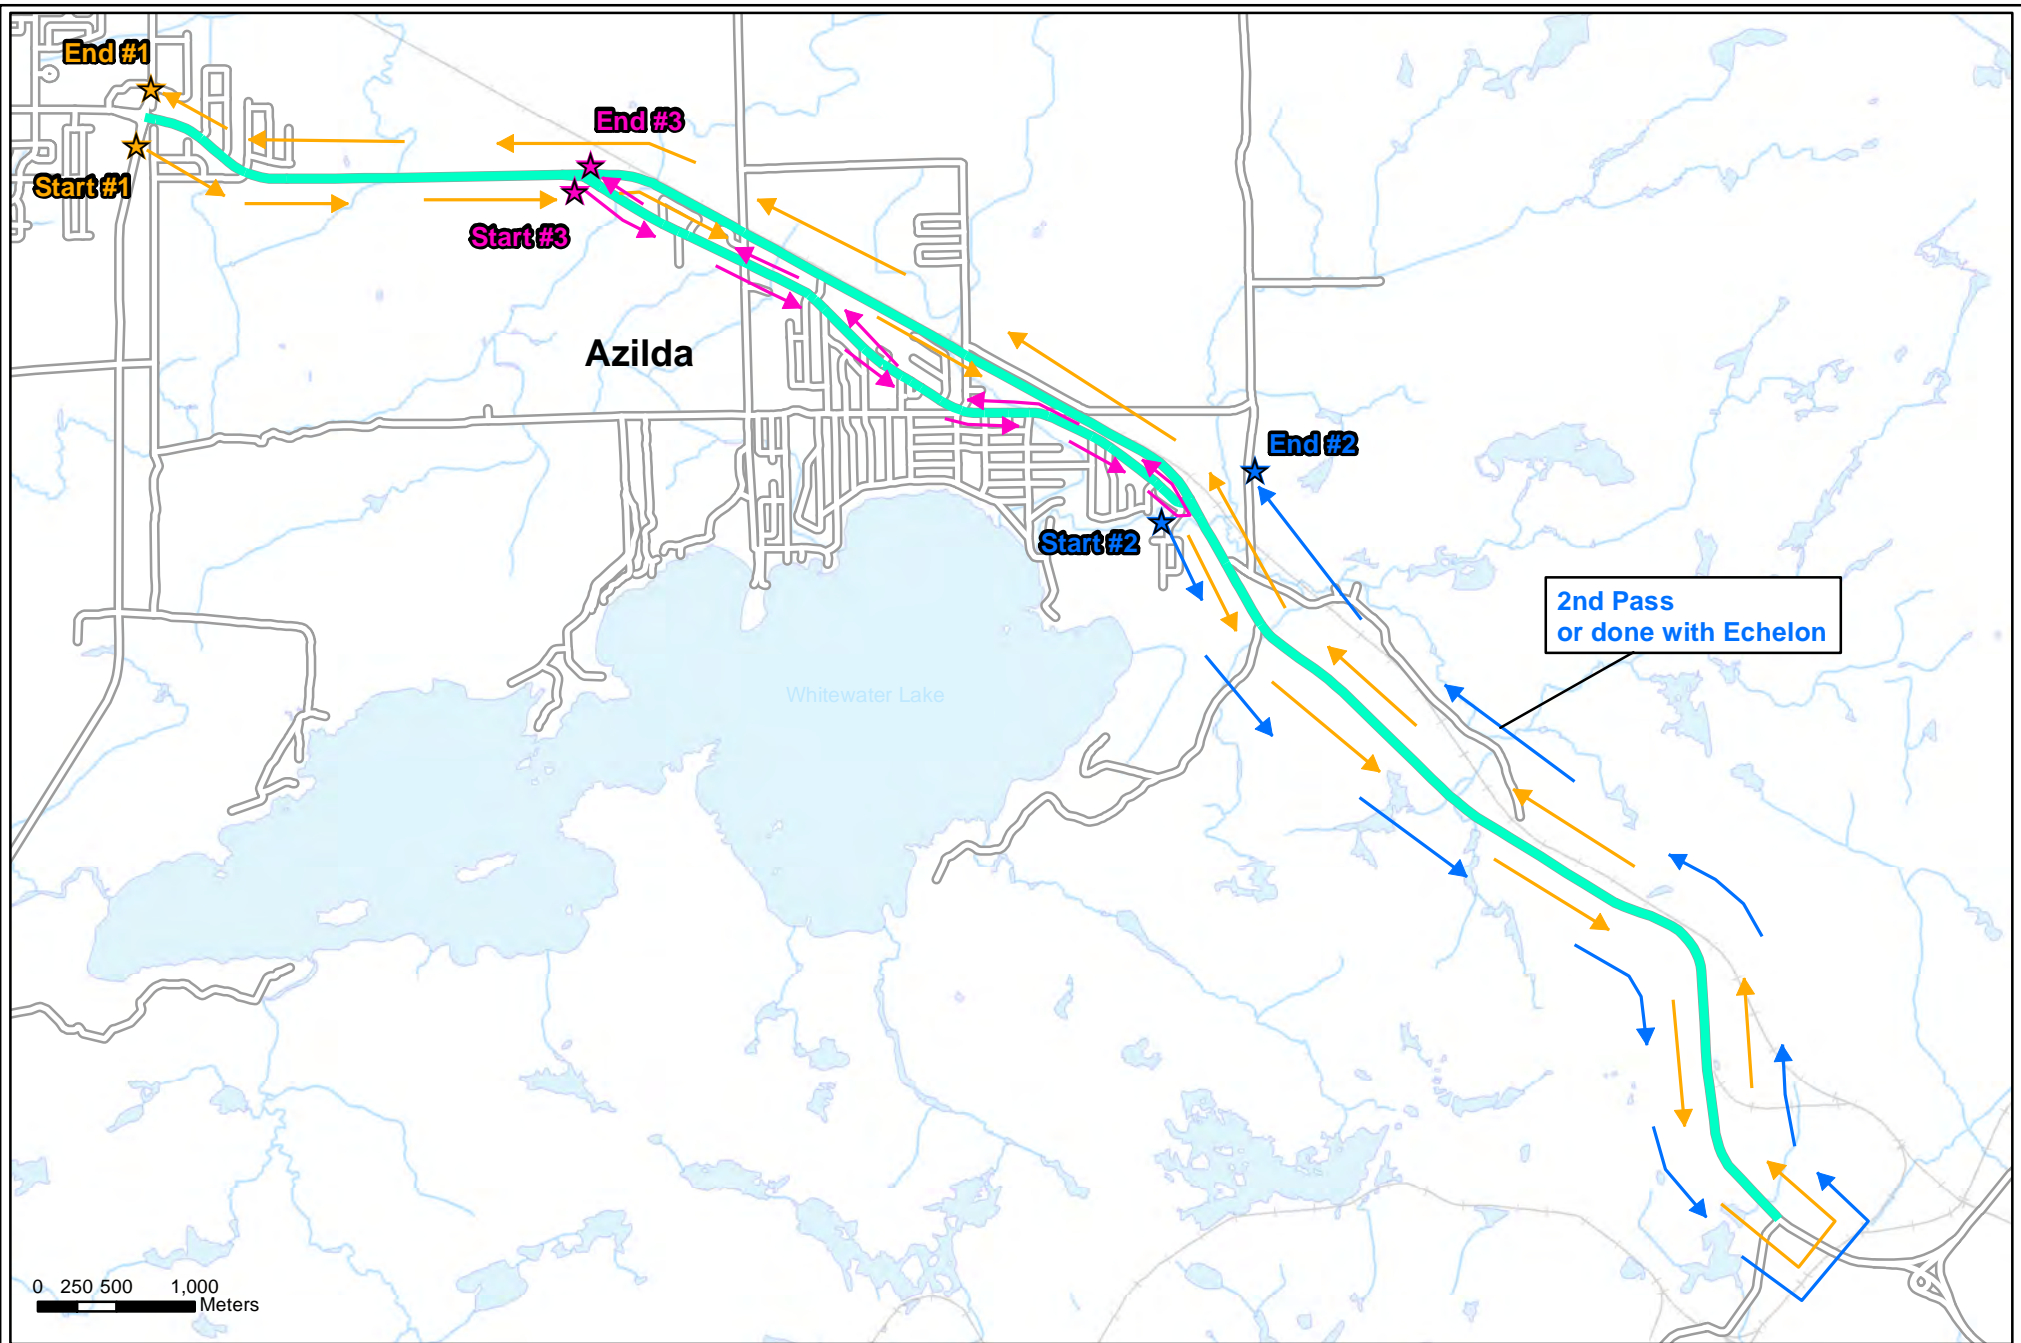 End #1
End #3
Start #1
Start #3
Azilda
End #2
Start #2
2nd Pass
or done with Echelon
Whitewater Lake
0 250 500 1,000
Meters